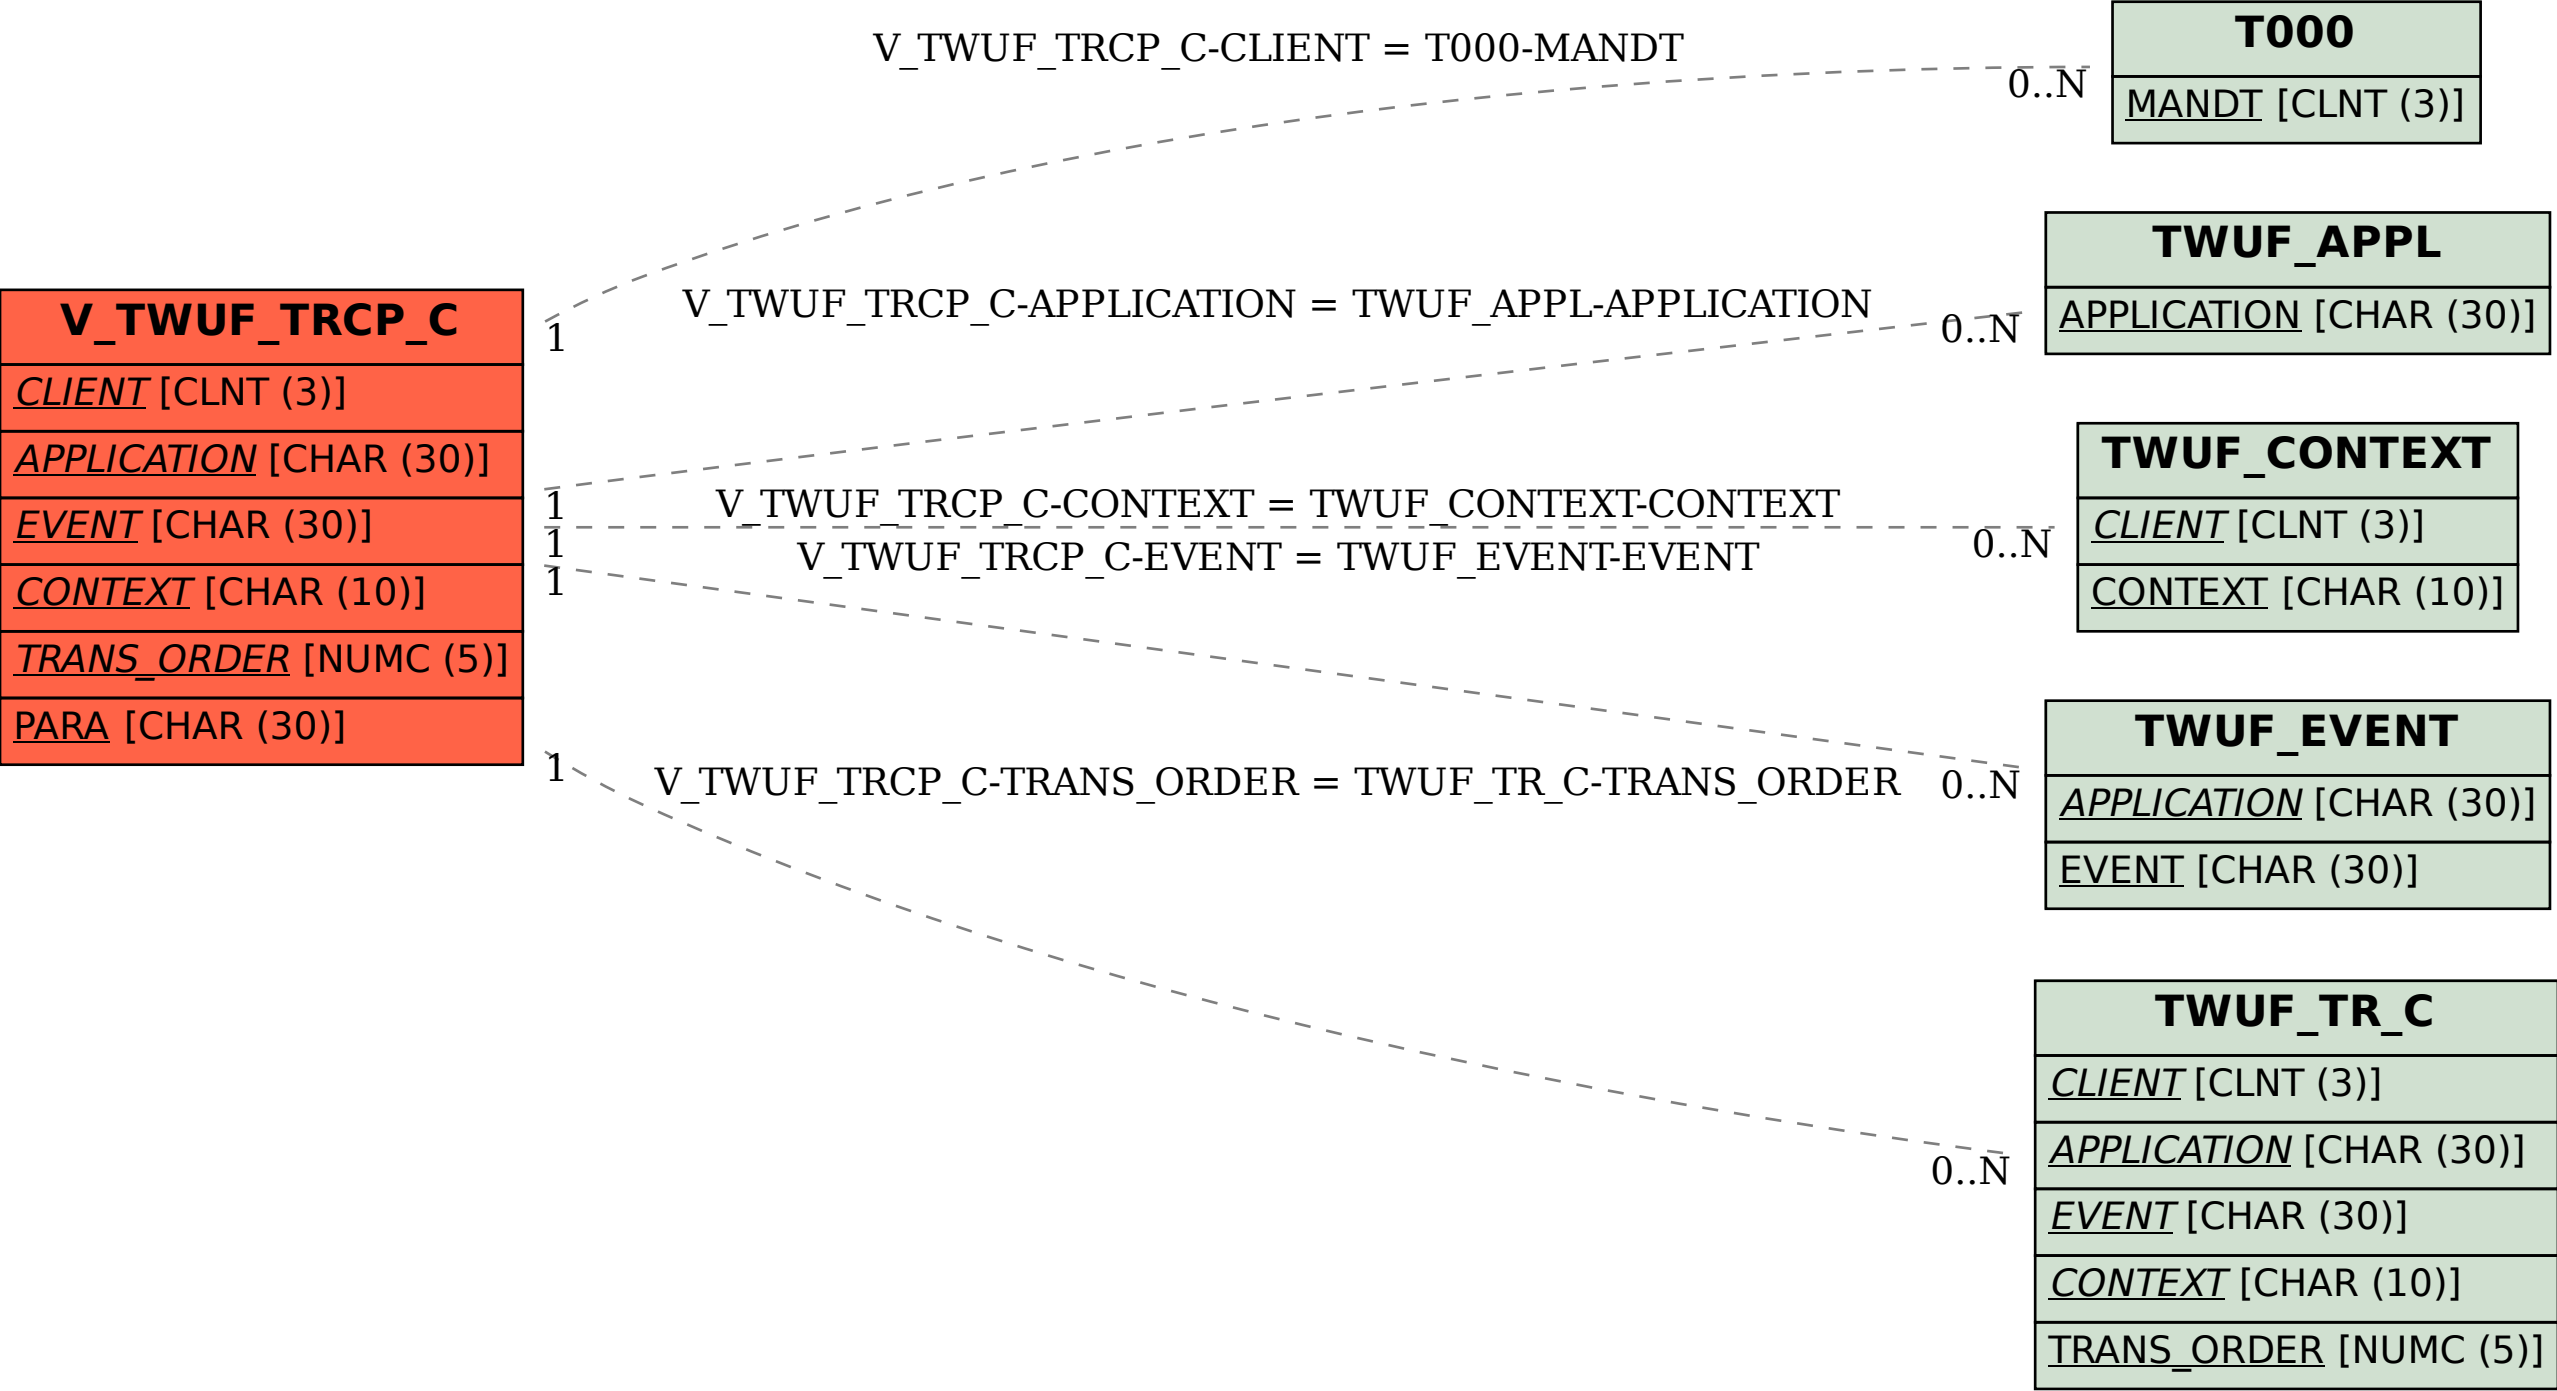 V_TWUF_TRCP_C
CLIENT [CLNT (3)]
APPLICATION [CHAR (30)]
EVENT [CHAR (30)]
CONTEXT [CHAR (10)]
TRANS_ORDER [NUMC (5)]
PARA [CHAR (30)]
V_TWUF_TRCP_C-CLIENT = T000-MANDT
1
0..N
V_TWUF_TRCP_C-APPLICATION = TWUF_APPL-APPLICATION
1
0..N
V_TWUF_TRCP_C-CONTEXT = TWUF_CONTEXT-CONTEXT
1
0..N
V_TWUF_TRCP_C-EVENT = TWUF_EVENT-EVENT
1
0..N
V_TWUF_TRCP_C-TRANS_ORDER = TWUF_TR_C-TRANS_ORDER
1
0..N
T000
MANDT [CLNT (3)]
TWUF_APPL
APPLICATION [CHAR (30)]
TWUF_CONTEXT
CLIENT [CLNT (3)]
CONTEXT [CHAR (10)]
TWUF_EVENT
APPLICATION [CHAR (30)]
EVENT [CHAR (30)]
TWUF_TR_C
CLIENT [CLNT (3)]
APPLICATION [CHAR (30)]
EVENT [CHAR (30)]
CONTEXT [CHAR (10)]
TRANS_ORDER [NUMC (5)]